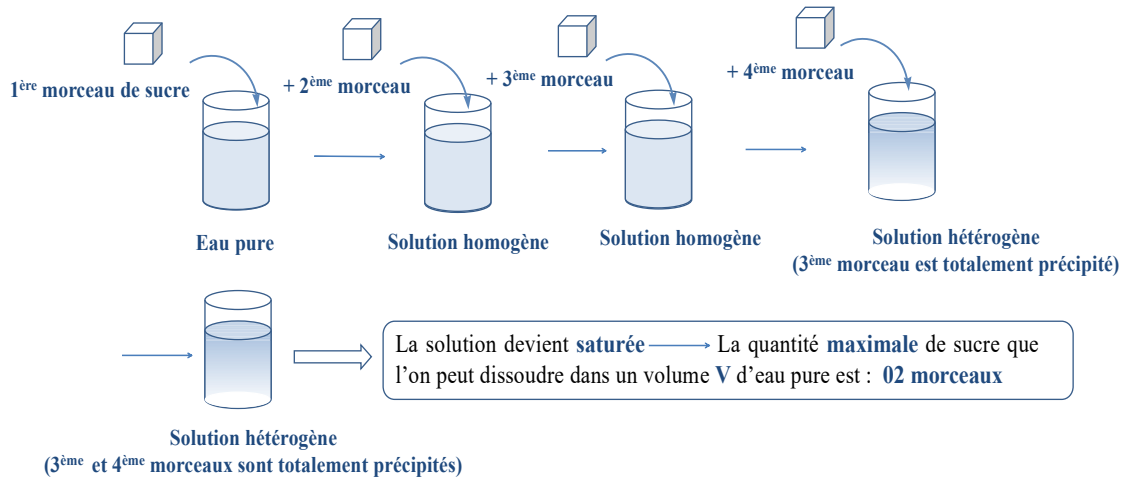 1ère morceau de sucre
+ 2ème morceau
+ 3ème morceau
+ 4ème morceau
Eau pure
Solution homogène
Solution homogène
Solution hétérogène
(3ème morceau est totalement précipité)
La solution devient saturée La quantité maximale de sucre que
l'on peut dissoudre dans un volume V d'eau pure est : 02 morceaux
Solution hétérogène
(3ème et 4ème morceaux sont totalement précipités)